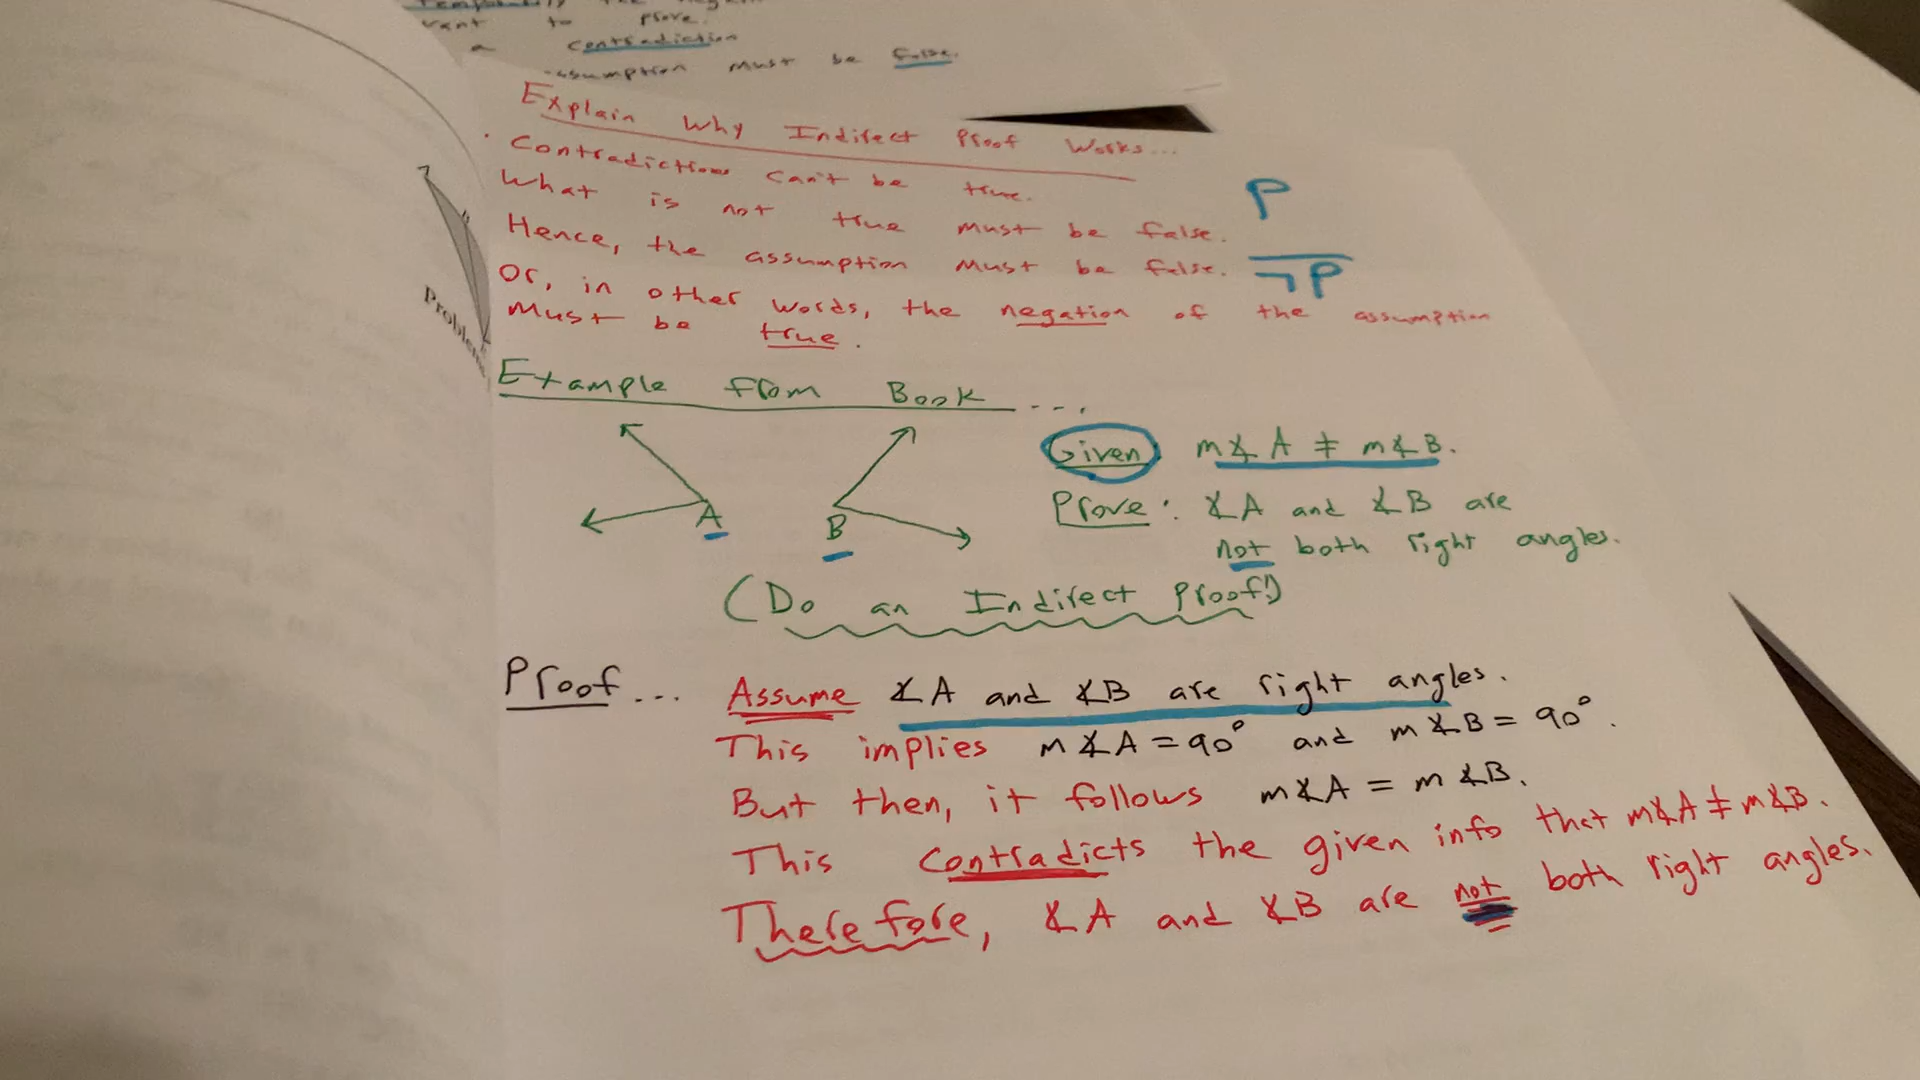 want to prove.
a contradiction
assumption must be false.
Explain Why Indirect Proof Works...
Contradictions can't be true.
What is not true must be false.
Hence, the assumption must be false.
Or, in other words, the negation of the assumption
must be true.
P
¬P
Problems
Example from Book ....
Given m∡A ≠ m∡B.
Prove: ∡A and ∡B are
not both right angles.
A
B
(Do an Indirect Proof!)
Proof... Assume ∡A and ∡B are right angles.
This implies m∡A = 90° and m∡B = 90°.
But then, it follows m∡A = m∡B.
This contradicts the given info that m∡A ≠ m∡B.
Therefore, ∡A and ∡B are not both right angles.